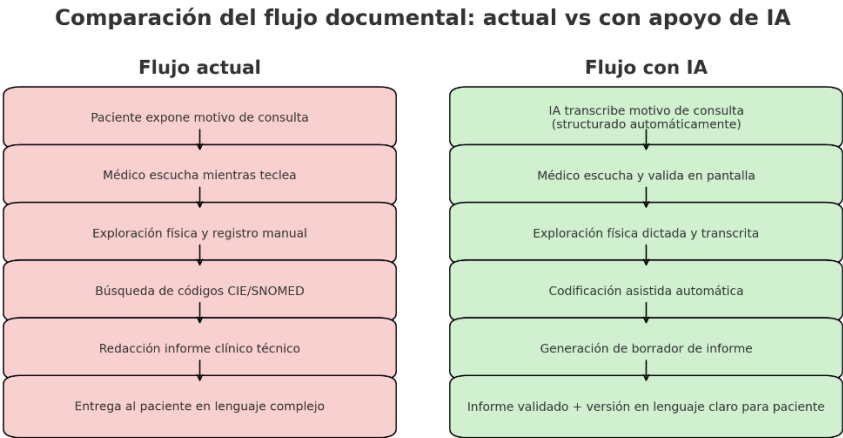 Comparación del flujo documental: actual vs con apoyo de IA
Flujo actual
Paciente expone motivo de consulta
Médico escucha mientras teclea
Exploración física y registro manual
Búsqueda de códigos CIE/SNOMED
Redacción informe clínico técnico
Entrega al paciente en lenguaje complejo
Flujo con IA
IA transcribe motivo de consulta
(structurado automáticamente)
Médico escucha y valida en pantalla
Exploración física dictada y transcrita
Codificación asistida automática
Generación de borrador de informe
Informe validado + versión en lenguaje claro para paciente